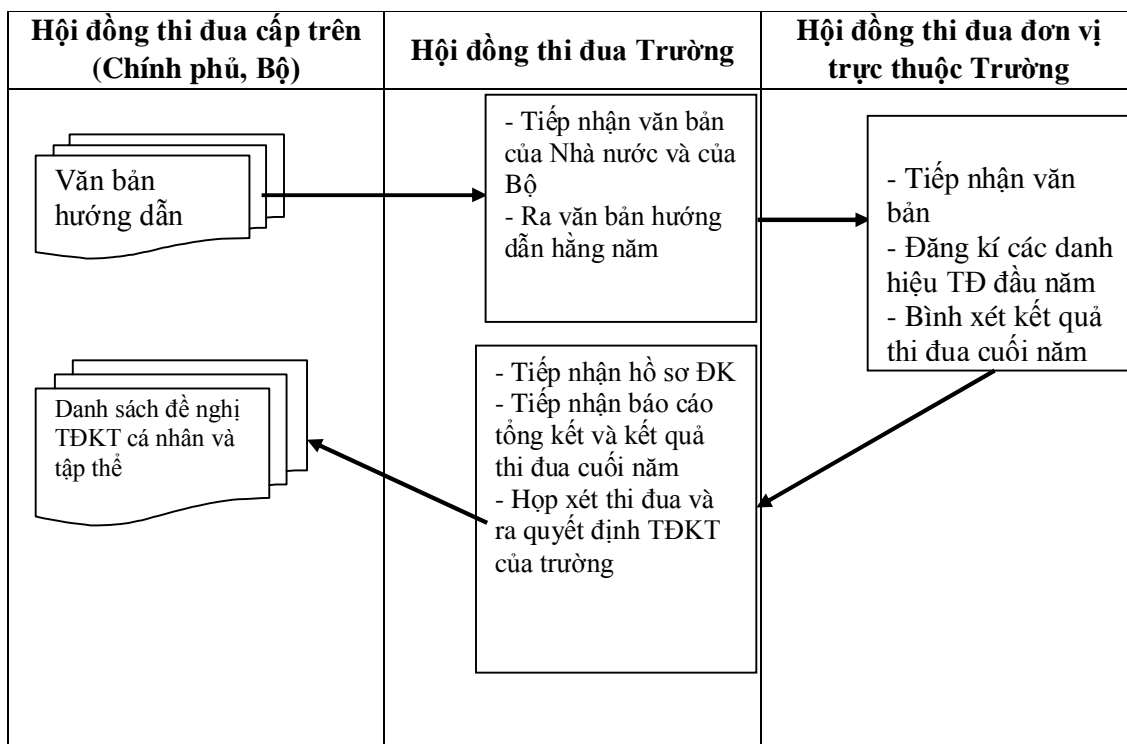 Hội đồng thi đua cấp trên
(Chính phủ, Bộ)
Hội đồng thi đua Trường
Hội đồng thi đua đơn vị
trực thuộc Trường
Văn bản
hướng dẫn
- Tiếp nhận văn bản
của Nhà nước và của
Bộ
- Ra văn bản hướng
dẫn hằng năm
- Tiếp nhận văn
bản
- Đăng kí các danh
hiệu TĐ đầu năm
- Bình xét kết quả
thi đua cuối năm
Danh sách đề nghị
TĐKT cá nhân và
tập thể
- Tiếp nhận hồ sơ ĐK
- Tiếp nhận báo cáo
tổng kết và kết quả
thi đua cuối năm
- Họp xét thi đua và
ra quyết định TĐKT
của trường